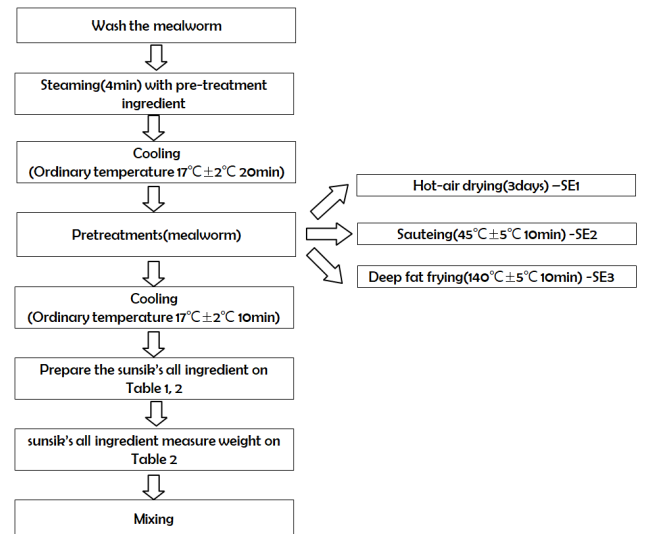 Wash the mealworm
Steaming(4min) with pre-treatment
ingredient
Cooling
(Ordinary temperature 17℃±2℃ 20min)
Pretreatments(mealworm)
Hot-air drying(3days) –SE1
Sauteing(45℃±5℃ 10min) -SE2
Deep fat frying(140℃±5℃ 10min) -SE3
Cooling
(Ordinary temperature 17℃±2℃ 10min)
Prepare the sunsik's all ingredient on
Table 1, 2
sunsik's all ingredient measure weight on
Table 2
Mixing